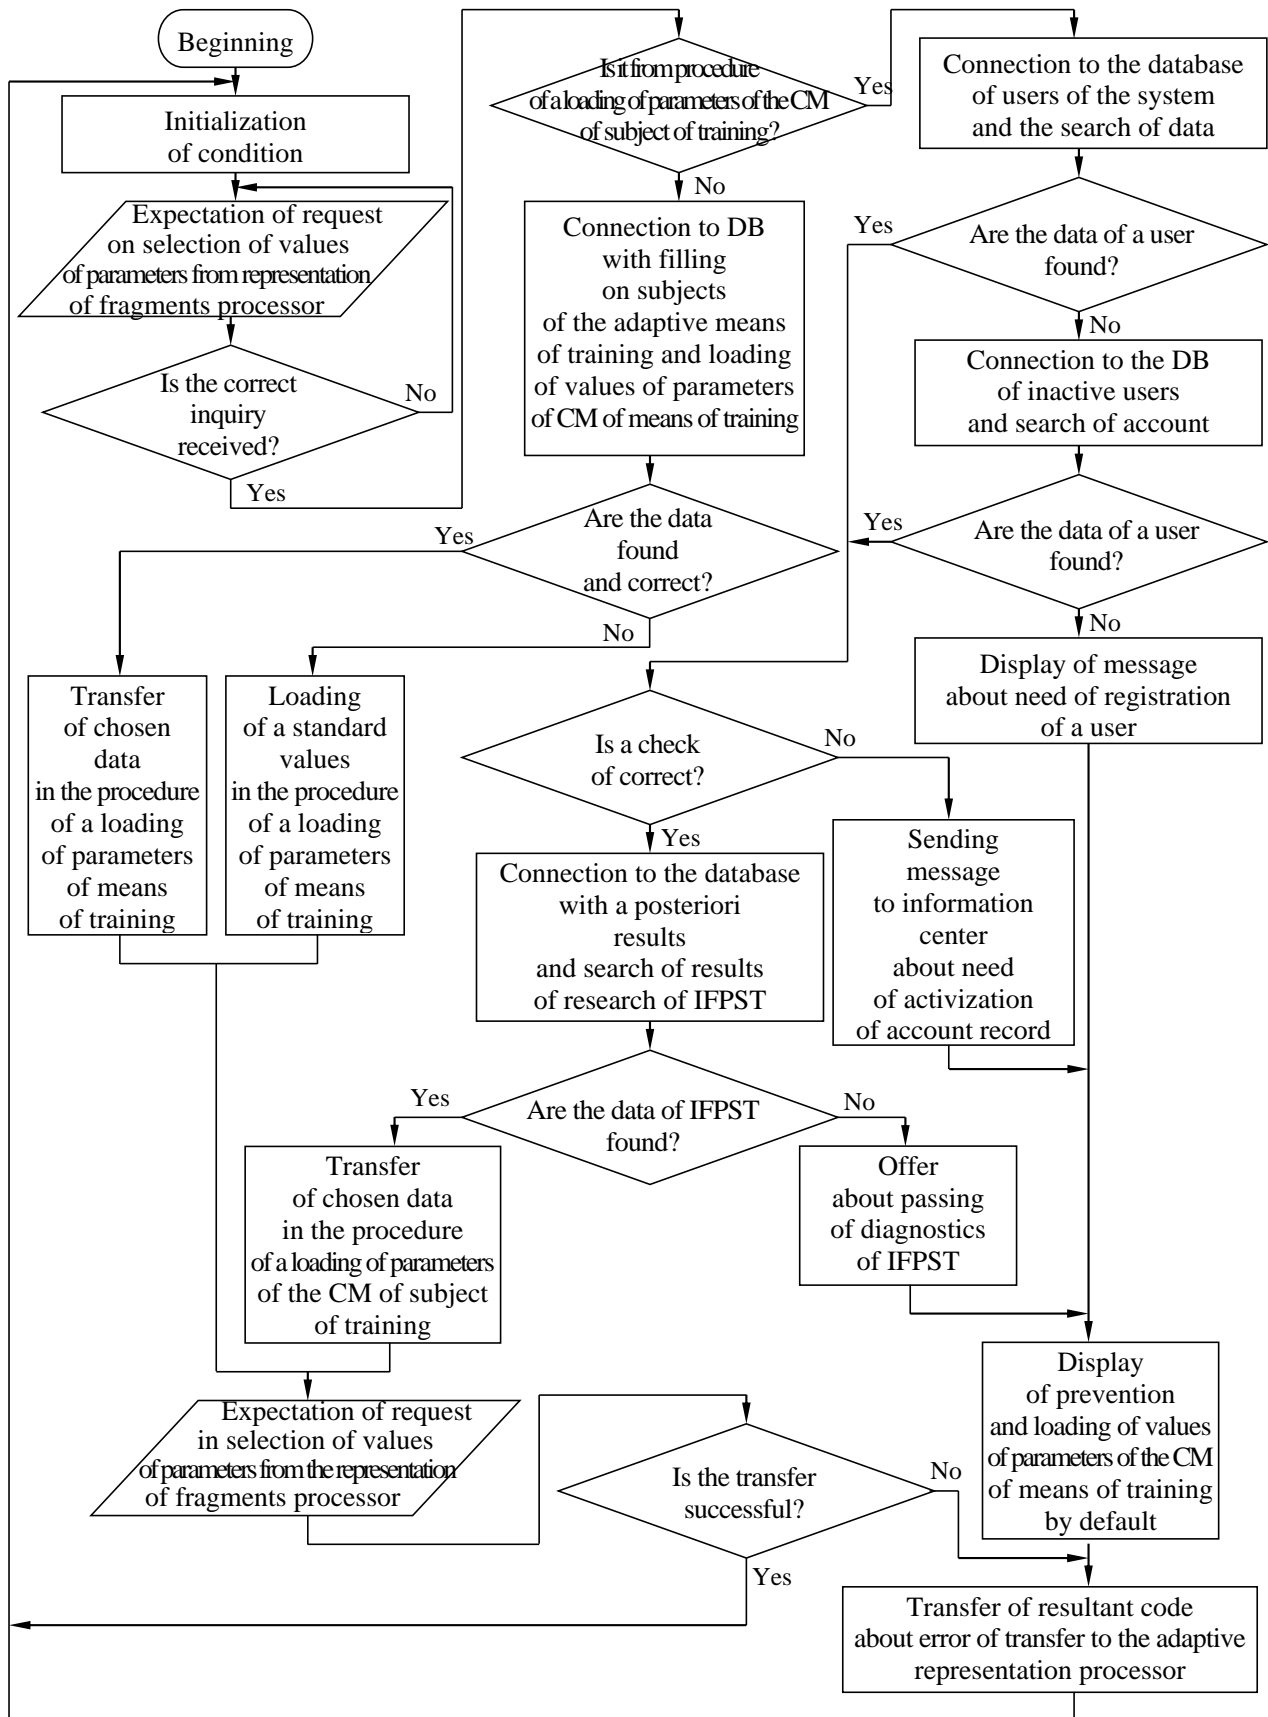 Beginning
Initialization
of condition
Expectation of request
on selection of values
of parameters from representation
of fragments processor
Is the correct
inquiry
received?
No
Yes
Is it from procedure
of a loading of parameters of the CM
of subject of training?
Yes
No
Connection to the database
of users of the system
and the search of data
Connection to DB
with filling
on subjects
of the adaptive means
of training and loading
of values of parameters
of CM of means of training
Yes
Are the data of a user
found?
No
Connection to the DB
of inactive users
and search of account
Yes
Are the data of a user
found?
No
Yes
Are the data
found
and correct?
No
Display of message
about need of registration
of a user
Transfer
of chosen
data
in the procedure
of a loading
of parameters
of means
of training
Loading
of a standard
values
in the procedure
of a loading
of parameters
of means
of training
Is a check
of correct?
No
Yes
Sending
message
to information
center
about need
of activization
of account record
Connection to the database
with a posteriori
results
and search of results
of research of IFPST
Yes
Are the data of IFPST
found?
No
Transfer
of chosen data
in the procedure
of a loading of parameters
of the CM of subject
of training
Offer
about passing
of diagnostics
of IFPST
Display
of prevention
and loading of values
of parameters of the CM
of means of training
by default
Expectation of request
in selection of values
of parameters from the representation
of fragments processor
Is the transfer
successful?
No
Yes
Transfer of resultant code
about error of transfer to the adaptive
representation processor